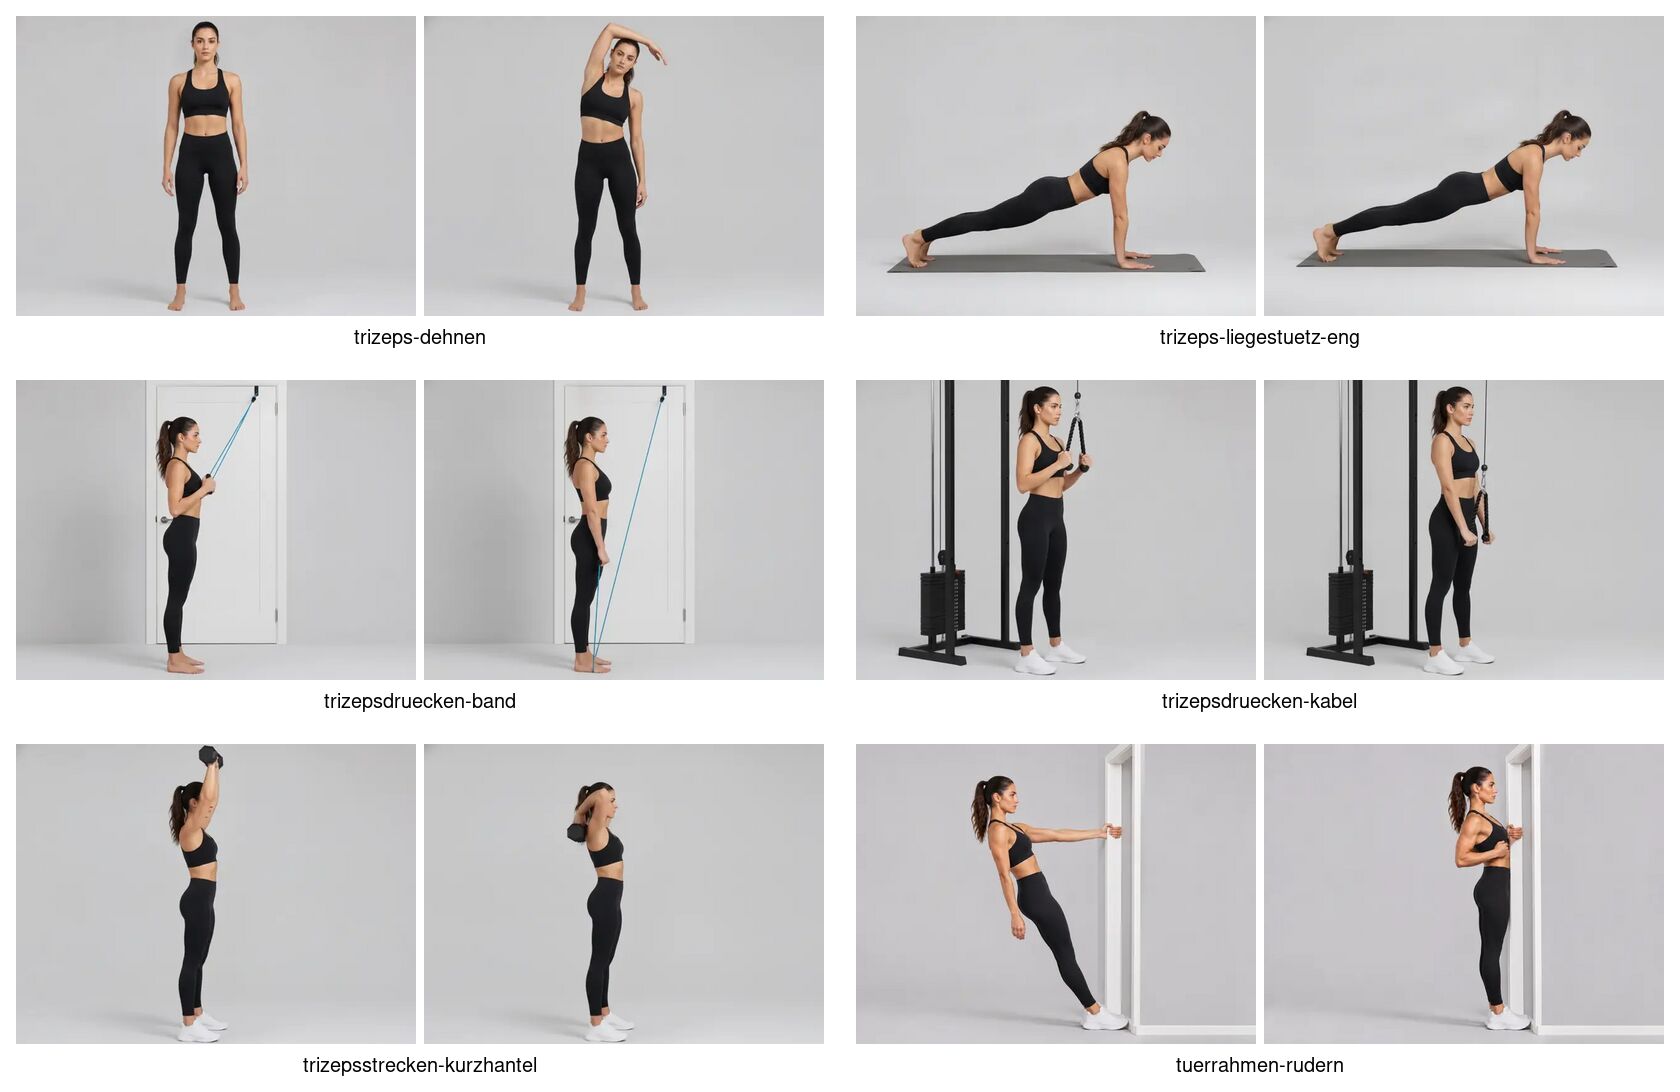 trizeps-dehnen
trizeps-liegestuetz-eng
trizepsdruecken-band
trizepsdruecken-kabel
trizepsstrecken-kurzhantel
tuerrahmen-rudern